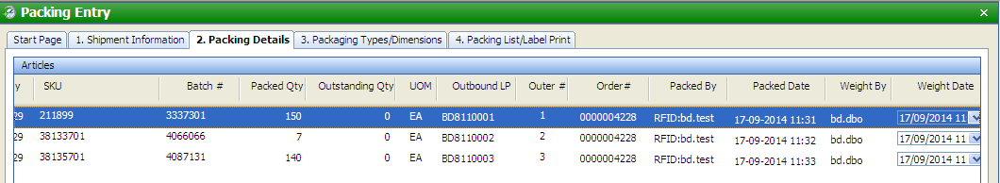 Packing Entry
Start Page 1. Shipment Information 2. Packing Details 3. Packaging Types/Dimensions 4. Packing List/Label Print
Articles
y SKU Batch # Packed Qty Outstanding Qty UOM Outbound LP Outer # Order# Packed By Packed Date Weight By Weight Date
29 211899 3337301 150 0 EA BD8110001 1 0000004228 RFID:bd.test 17-09-2014 11:31 bd.dbo 17/09/2014 11
29 38133701 4066066 7 0 EA BD8110002 2 0000004228 RFID:bd.test 17-09-2014 11:32 bd.dbo 17/09/2014 11
29 38135701 4087131 140 0 EA BD8110003 3 0000004228 RFID:bd.test 17-09-2014 11:33 bd.dbo 17/09/2014 11